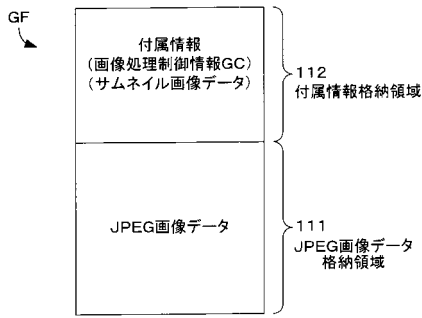 GF
付属情報
(画像処理制御情報GC)
(サムネイル画像データ)
112
付属情報格納領域
JPEG画像データ
111
JPEG画像データ
格納領域